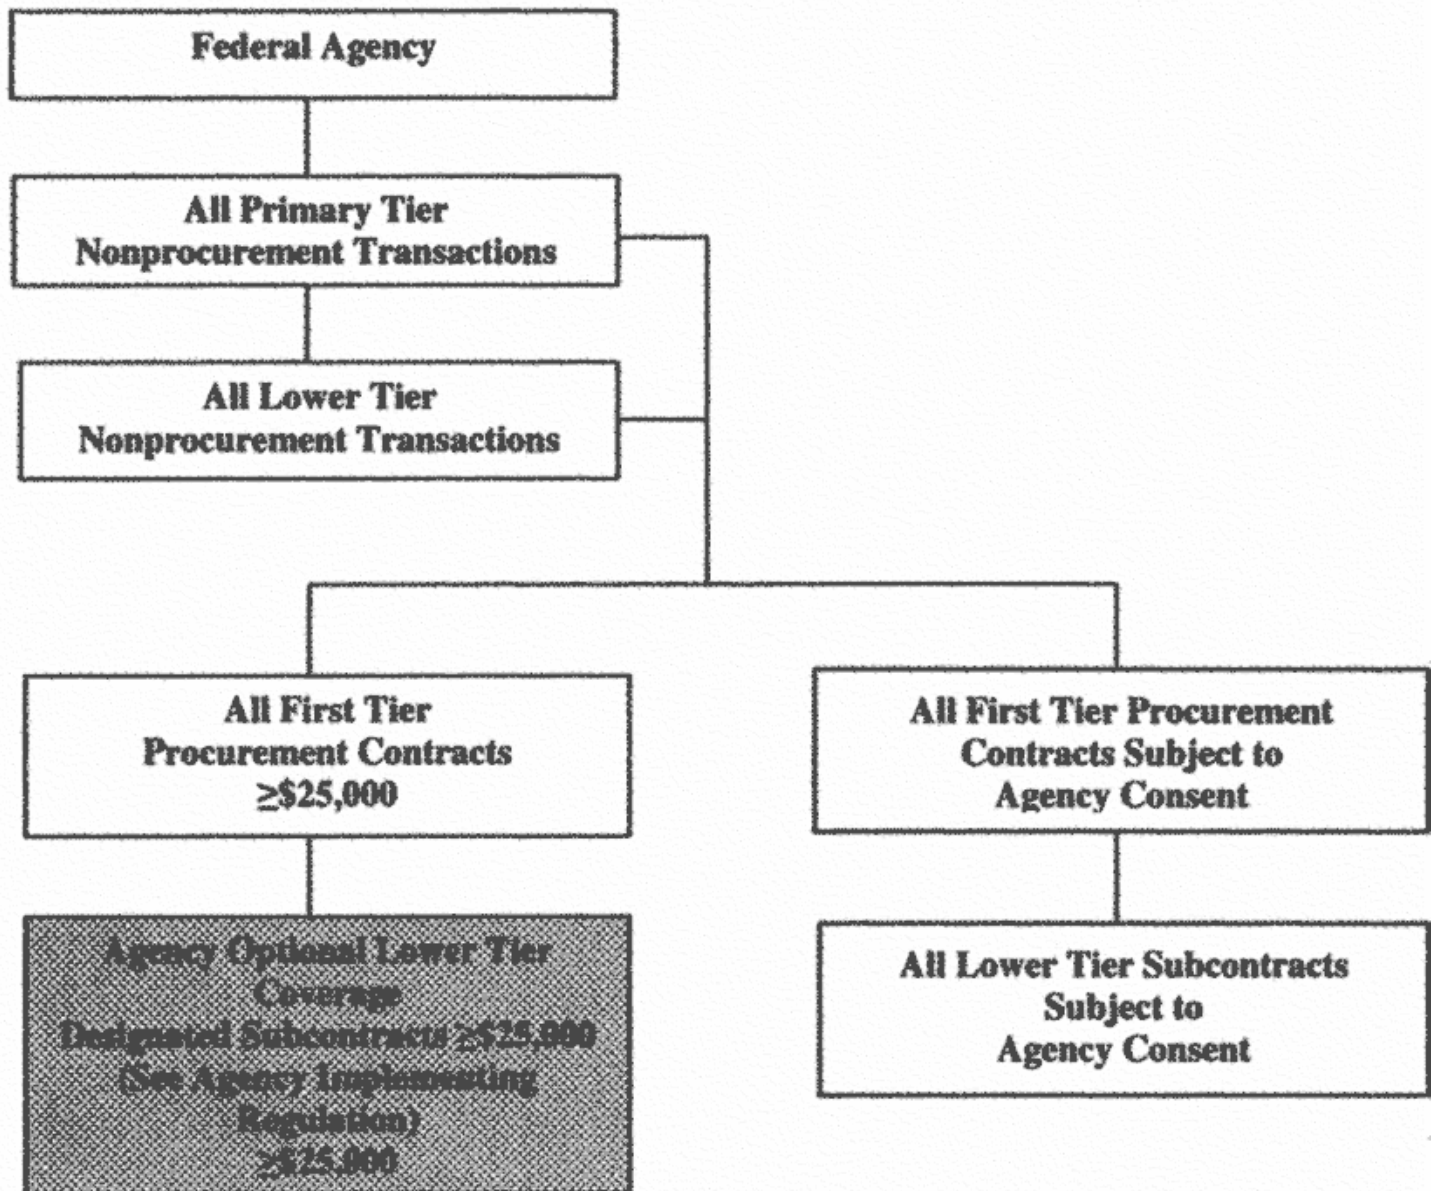 Federal Agency
All Primary Tier
Nonprocurement Transactions
All Lower Tier
Nonprocurement Transactions
All First Tier
Procurement Contracts
≥$25,000
All First Tier Procurement
Contracts Subject to
Agency Consent
Agency Optional Lower Tier
Coverage
Designated Subcontracts ≥$25,000
(See Agency Implementing
Regulation)
≥$25,000
All Lower Tier Subcontracts
Subject to
Agency Consent